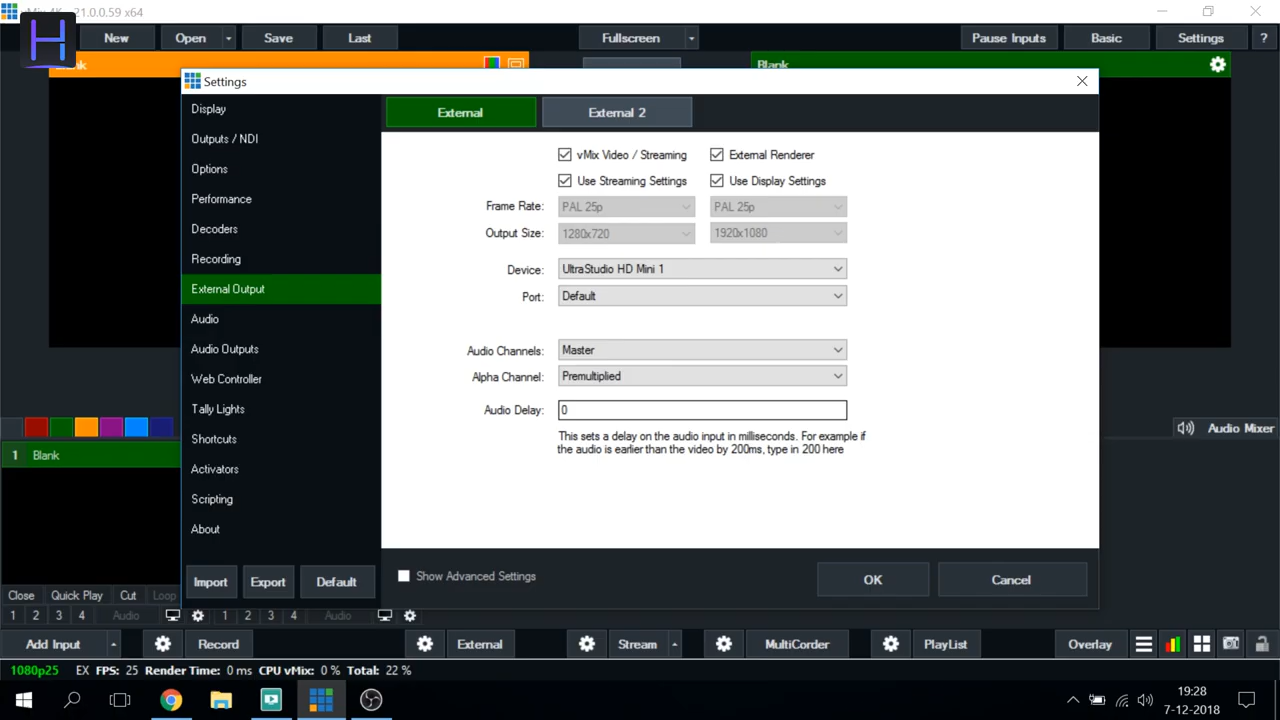 21.0.0.59 x64
H
New
Open
Save
Last
Fullscreen
Pause Inputs
Basic
Settings
?
Blank
Settings
Display
Outputs / NDI
Options
Performance
Decoders
Recording
External Output
Audio
Audio Outputs
Web Controller
Tally Lights
Shortcuts
Activators
Scripting
About
Import
Export
Default
External
External 2
vMix Video / Streaming
External Renderer
Use Streaming Settings
Use Display Settings
Frame Rate:
PAL 25p
PAL 25p
Output Size:
1280x720
1920x1080
Device:
UltraStudio HD Mini 1
Port:
Default
Audio Channels:
Master
Alpha Channel:
Premultiplied
Audio Delay:
0
This sets a delay on the audio input in milliseconds. For example if
the audio is earlier than the video by 200ms, type in 200 here
Show Advanced Settings
OK
Cancel
Audio Mixer
1 Blank
Close Quick Play Cut Loop
1 2 3 4 Audio
1 2 3 4 Audio
Add Input
Record
External
Stream
MultiCorder
PlayList
Overlay
1080p25 EX FPS: 25 Render Time: 0 ms CPU vMix: 0 % Total: 22 %
19:28
7-12-2018